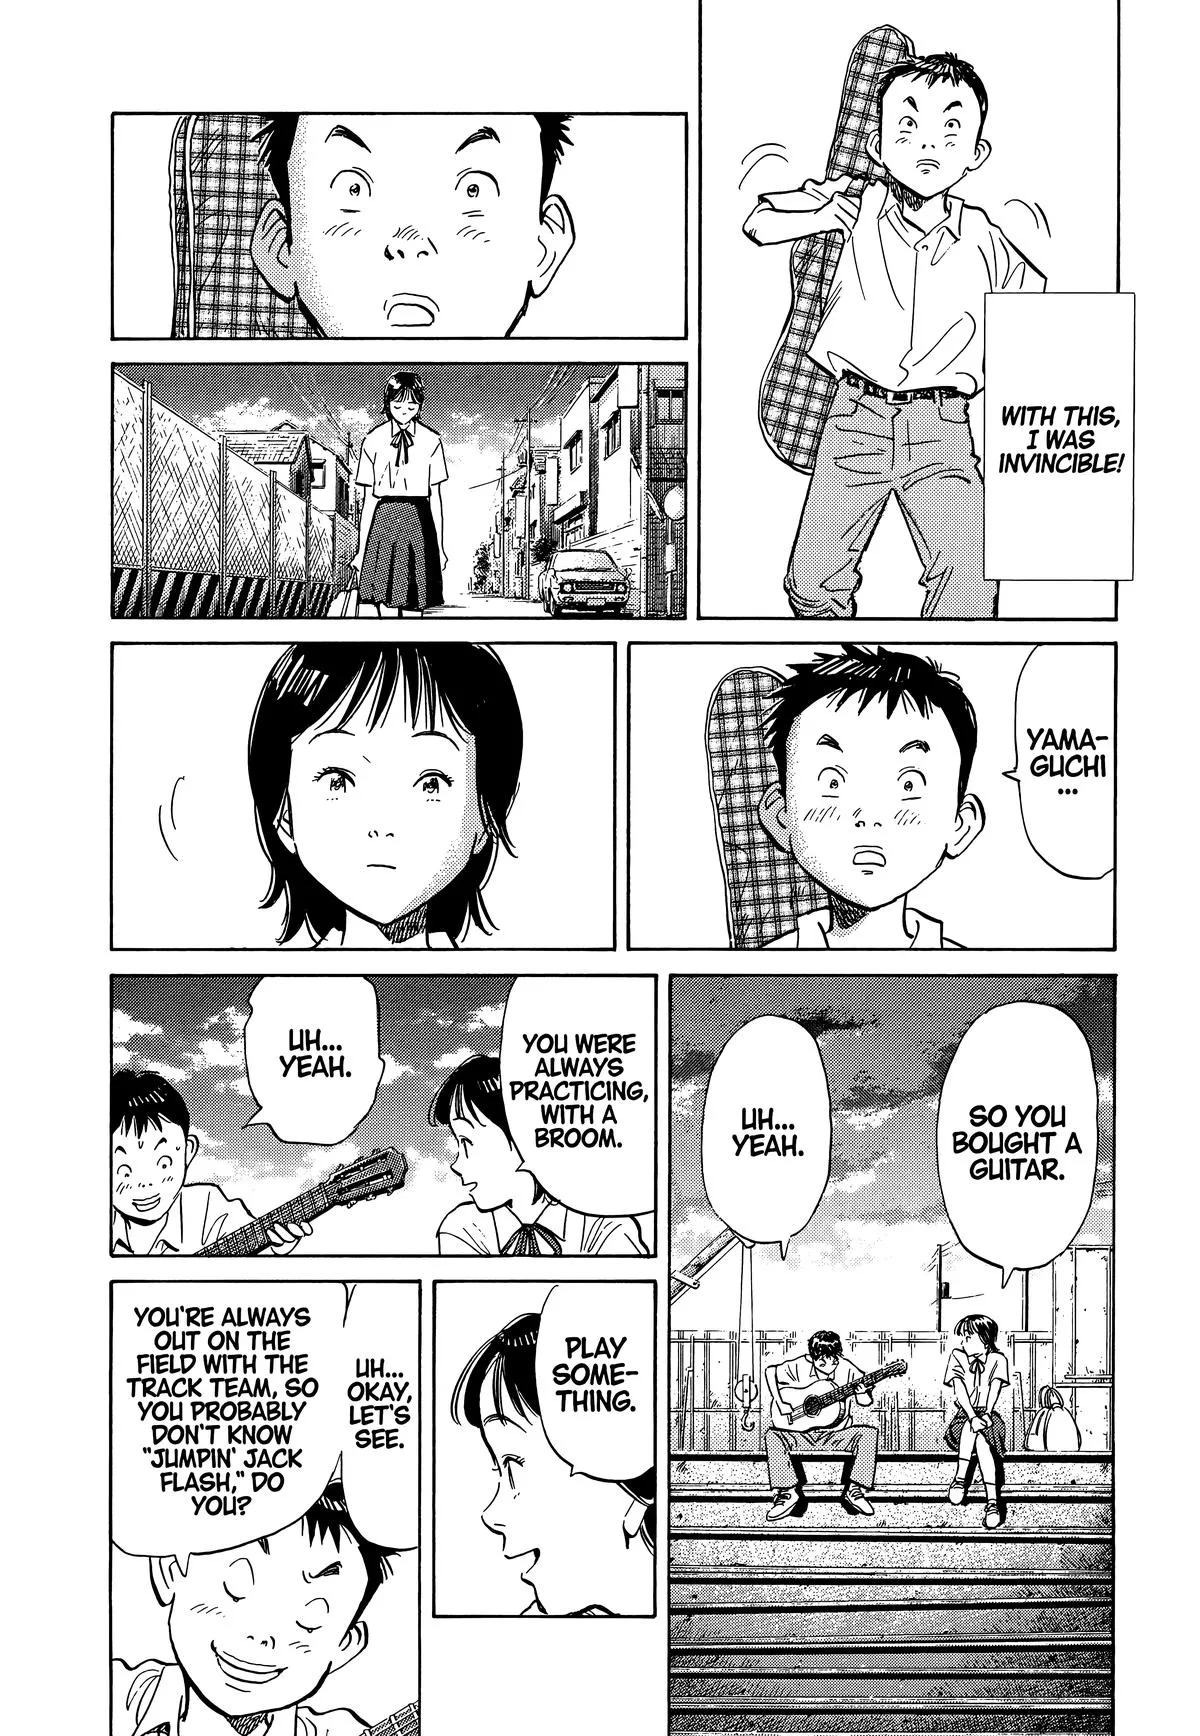 WITH THIS,
I WAS
INVINCIBLE!
YAMA-
GUCHI
...
SO YOU
BOUGHT A
GUITAR.
UH...
YEAH.
YOU WERE
ALWAYS
PRACTICING,
WITH A
BROOM.
UH...
YEAH.
PLAY
SOME-
THING.
UH...
OKAY,
LET'S
SEE.
YOU'RE ALWAYS
OUT ON THE
FIELD WITH THE
TRACK TEAM, SO
YOU PROBABLY
DON'T KNOW
"JUMPIN' JACK
FLASH," DO
YOU?